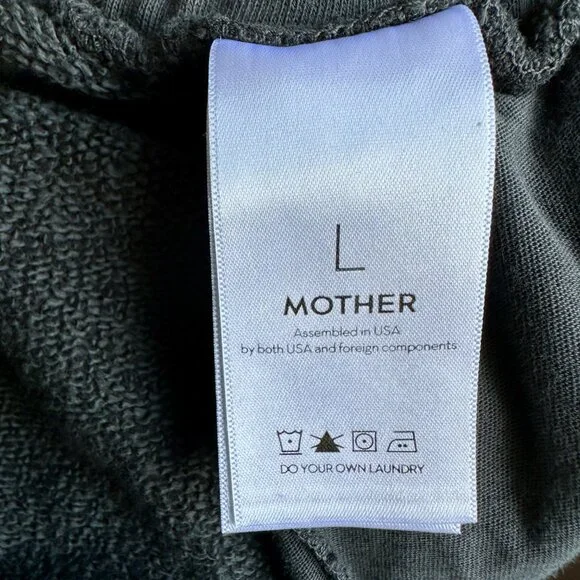 L
MOTHER
Assembled in USA
by both USA and foreign components
DO YOUR OWN LAUNDRY